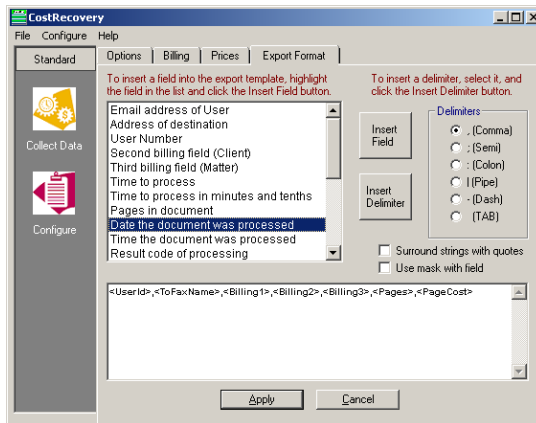 CostRecovery
File Configure Help
Standard
Options Billing Prices Export Format
To insert a field into the export template, highlight
the field in the list and click the Insert Field button.
To insert a delimiter, select it, and
click the Insert Delimiter button.
Email address of User
Address of destination
User Number
Second billing field (Client)
Third billing field (Matter)
Time to process
Time to process in minutes and tenths
Pages in document
Date the document was processed
Time the document was processed
Result code of processing
Insert
Field
Insert
Delimiter
Delimiters
, (Comma)
; (Semi)
: (Colon)
| (Pipe)
- (Dash)
(TAB)
Collect Data
Configure
Surround strings with quotes
Use mask with field
<UserId>,<ToFaxName>,<Billing1>,<Billing2>,<Billing3>,<Pages>,<PageCost>
Apply Cancel